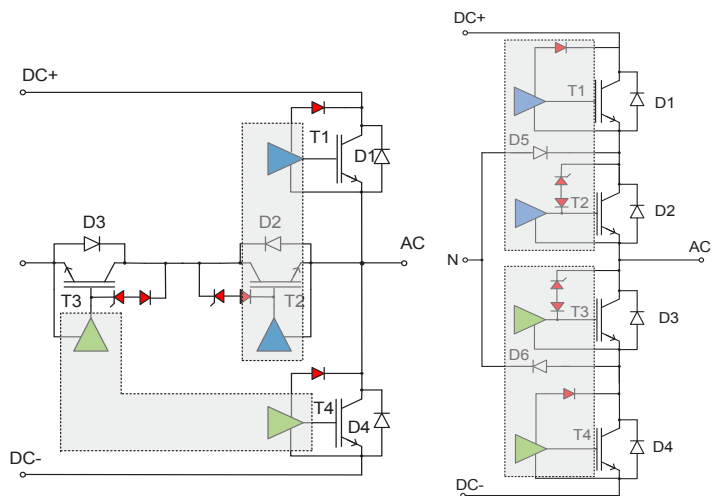 DC+
T1
D1
D3
D2
AC
T3
T2
T4
D4
DC-
DC+
T1
D1
D5
T2
D2
N
AC
T3
D3
D6
T4
D4
DC-